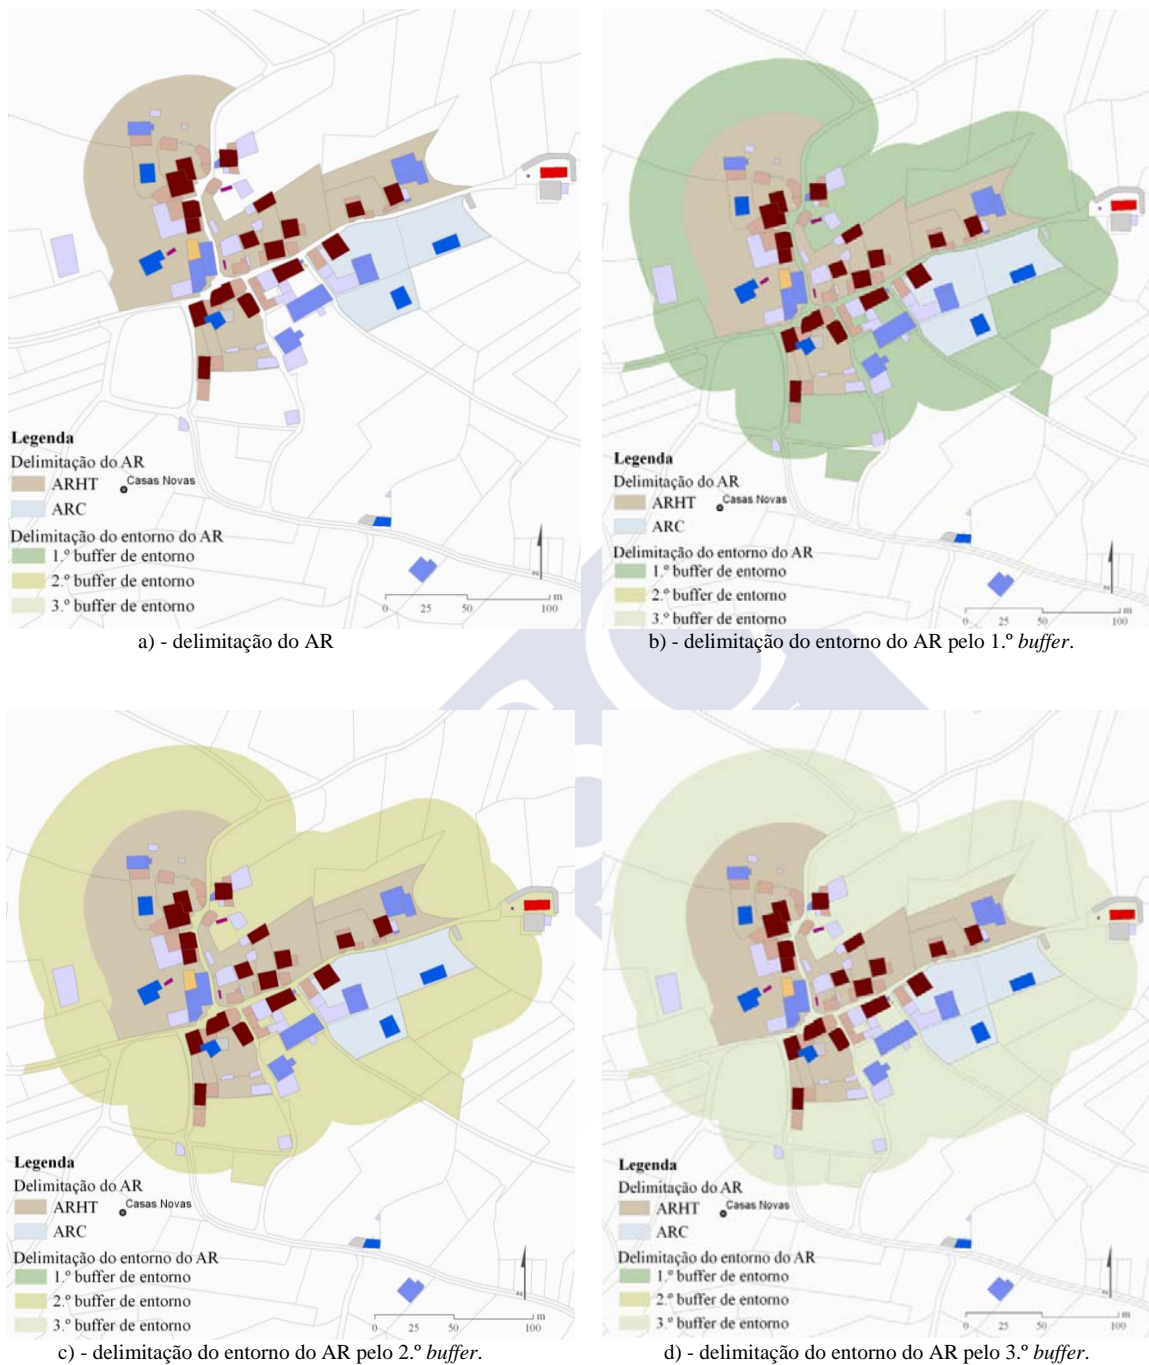 Legenda
Delimitação do AR
ARHT
Casas Novas
ARC
Delimitação do entorno do AR
1.º buffer de entorno
2.º buffer de entorno
3.º buffer de entorno
0 25 50 100 m
a) - delimitação do AR
Legenda
Delimitação do AR
ARHT
Casas Novas
ARC
Delimitação do entorno do AR
1.º buffer de entorno
2.º buffer de entorno
3.º buffer de entorno
0 25 50 100 m
b) - delimitação do entorno do AR pelo 1.º buffer.
Legenda
Delimitação do AR
ARHT
Casas Novas
ARC
Delimitação do entorno do AR
1.º buffer de entorno
2.º buffer de entorno
3.º buffer de entorno
0 25 50 100 m
c) - delimitação do entorno do AR pelo 2.º buffer.
Legenda
Delimitação do AR
ARHT
Casas Novas
ARC
Delimitação do entorno do AR
1.º buffer de entorno
2.º buffer de entorno
3.º buffer de entorno
0 25 50 100 m
d) - delimitação do entorno do AR pelo 3.º buffer.